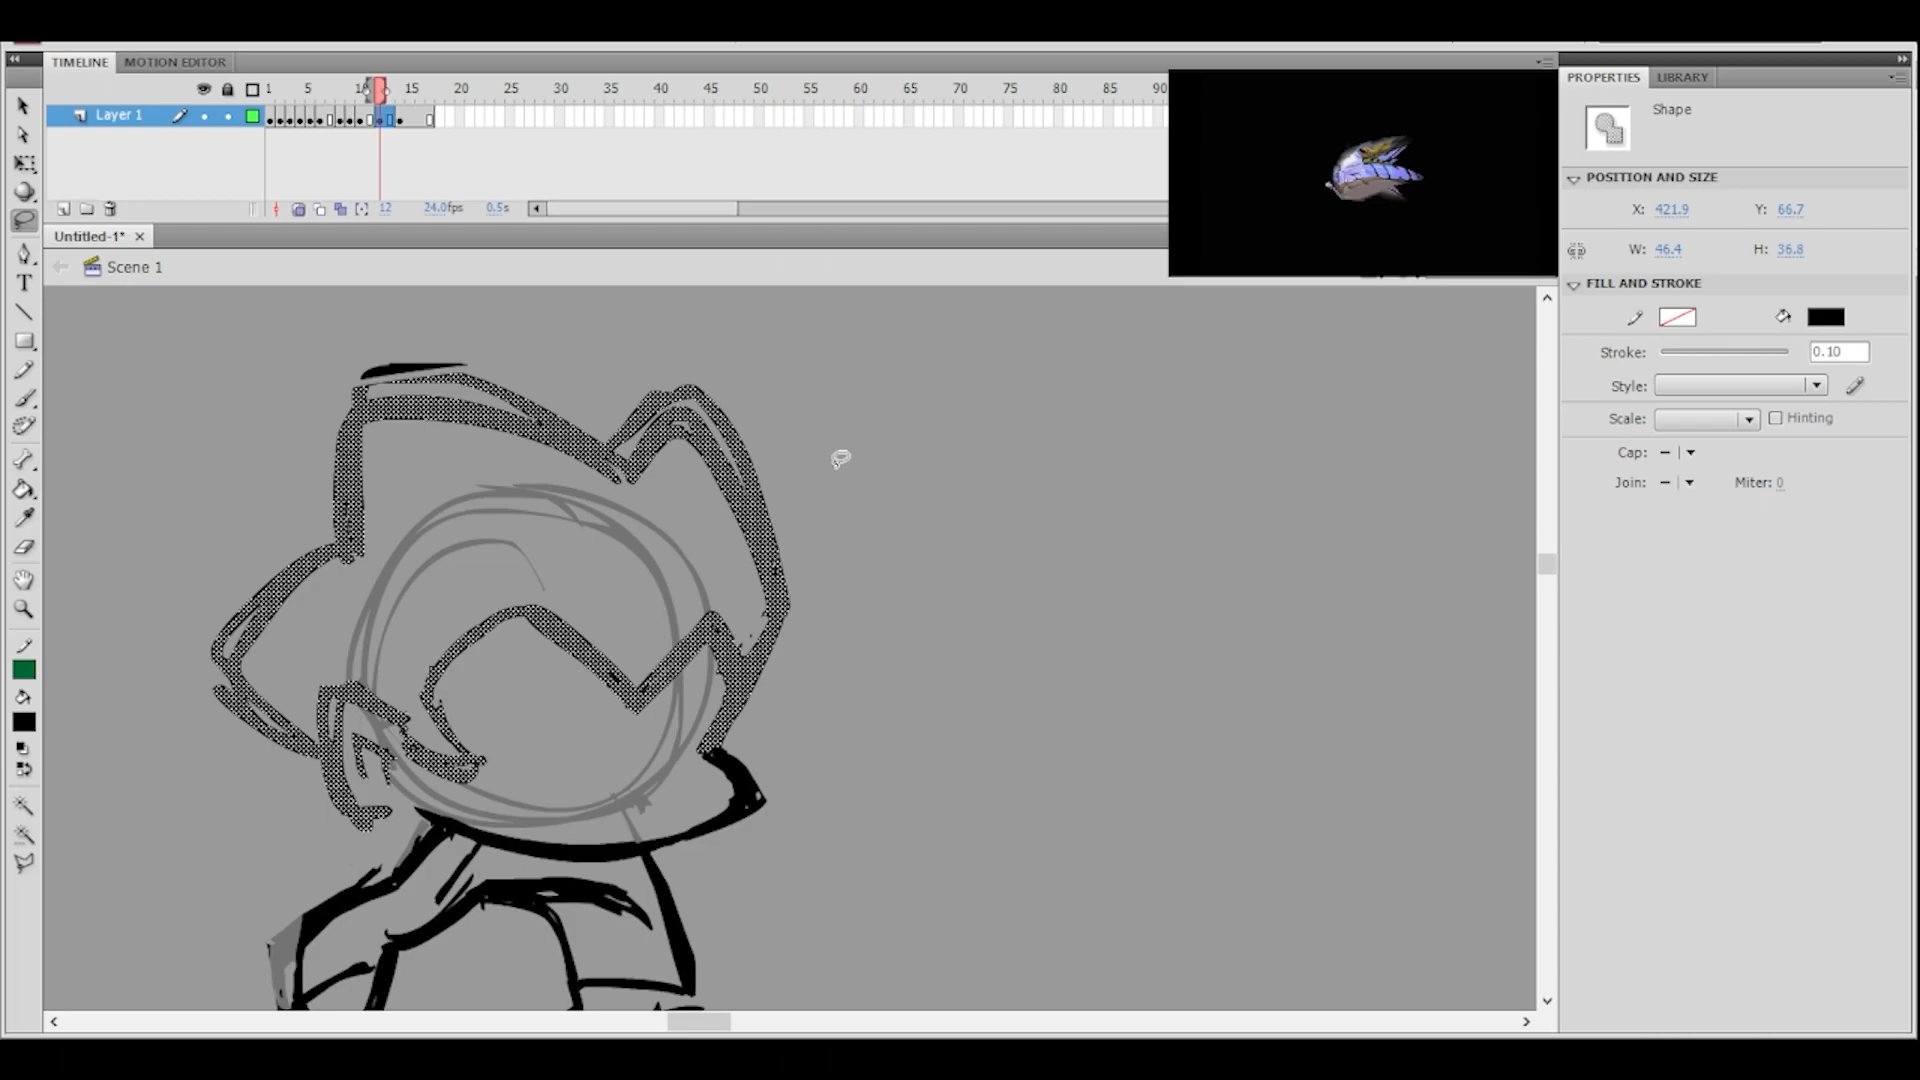 TIMELINE MOTION EDITOR
1 5 10 15 20 25 30 35 40 45 50 55 60 65 70 75 80 85 90
Layer 1
12 24.0fps 0.5s
Untitled-1*
Scene 1
T
PROPERTIES LIBRARY
Shape
POSITION AND SIZE
X: 421.9 Y: 66.7
W: 46.4 H: 36.8
FILL AND STROKE
Stroke: 0.10
Style:
Scale: Hinting
Cap:
Join: Miter: 0